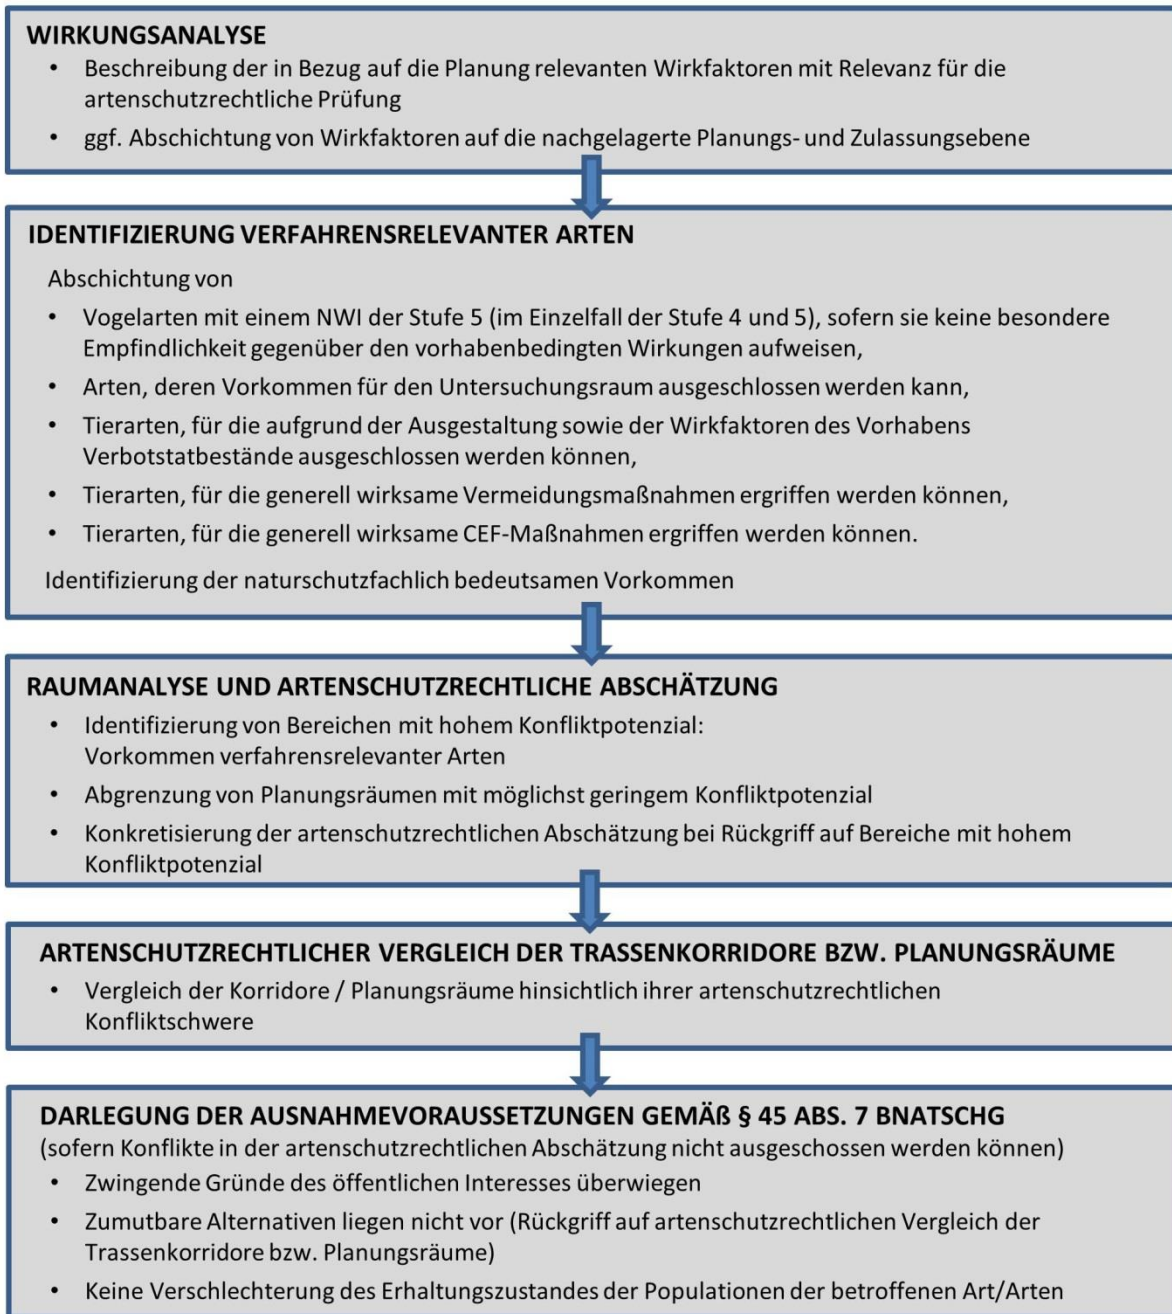 WIRKUNGSANALYSE
• Beschreibung der in Bezug auf die Planung relevanten Wirkfaktoren mit Relevanz für die
artenschutzrechtliche Prüfung
• ggf. Abschichtung von Wirkfaktoren auf die nachgelagerte Planungs- und Zulassungsebene
IDENTIFIZIERUNG VERFAHRENSRELEVANTER ARTEN
Abschichtung von
• Vogelarten mit einem NWI der Stufe 5 (im Einzelfall der Stufe 4 und 5), sofern sie keine besondere
Empfindlichkeit gegenüber den vorhabenbedingten Wirkungen aufweisen,
• Arten, deren Vorkommen für den Untersuchungsraum ausgeschlossen werden kann,
• Tierarten, für die aufgrund der Ausgestaltung sowie der Wirkfaktoren des Vorhabens
Verbotstatbestände ausgeschlossen werden können,
• Tierarten, für die generell wirksame Vermeidungsmaßnahmen ergriffen werden können,
• Tierarten, für die generell wirksame CEF-Maßnahmen ergriffen werden können.
Identifizierung der naturschutzfachlich bedeutsamen Vorkommen
RAUMANALYSE UND ARTENSCHUTZRECHTLICHE ABSCHÄTZUNG
• Identifizierung von Bereichen mit hohem Konfliktpotenzial:
Vorkommen verfahrensrelevanter Arten
• Abgrenzung von Planungsräumen mit möglichst geringem Konfliktpotenzial
• Konkretisierung der artenschutzrechtlichen Abschätzung bei Rückgriff auf Bereiche mit hohem
Konfliktpotenzial
ARTENSCHUTZRECHTLICHER VERGLEICH DER TRASSENKORRIDORE BZW. PLANUNGSRÄUME
• Vergleich der Korridore / Planungsräume hinsichtlich ihrer artenschutzrechtlichen
Konfliktschwere
DARLEGUNG DER AUSNAHMEVORAUSSETZUNGEN GEMÄß § 45 ABS. 7 BNATSCHG
(sofern Konflikte in der artenschutzrechtlichen Abschätzung nicht ausgeschossen werden können)
• Zwingende Gründe des öffentlichen Interesses überwiegen
• Zumutbare Alternativen liegen nicht vor (Rückgriff auf artenschutzrechtlichen Vergleich der
Trassenkorridore bzw. Planungsräume)
• Keine Verschlechterung des Erhaltungszustandes der Populationen der betroffenen Art/Arten